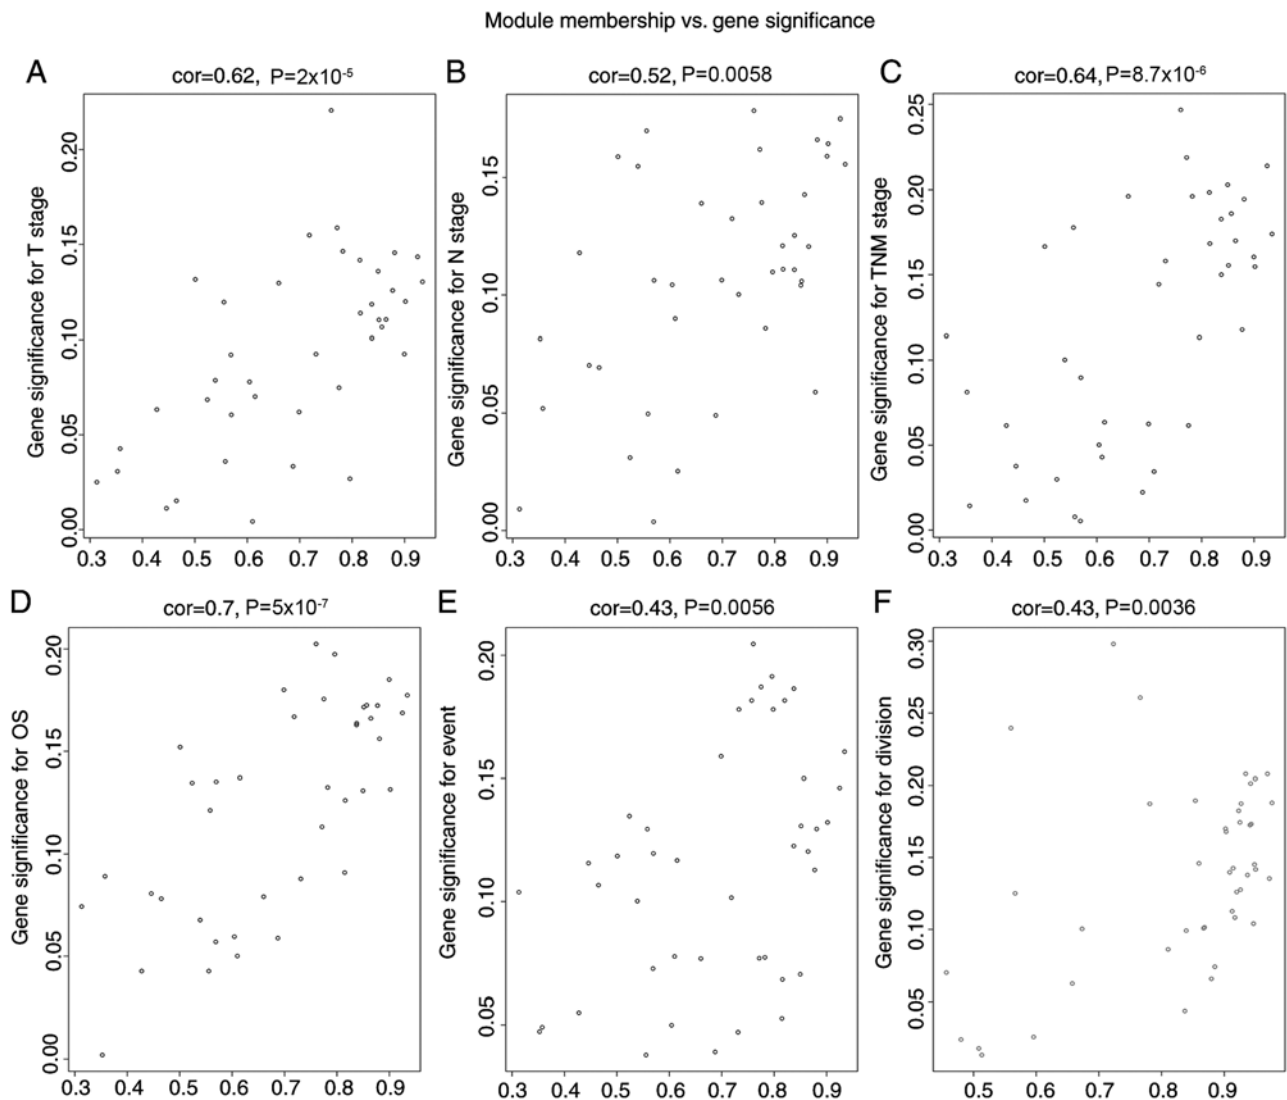 Module membership vs. gene significance
A
cor=0.62, P=2x10⁻⁵
Gene significance for T stage
0.20
0.15
0.10
0.05
0.00
0.3 0.4 0.5 0.6 0.7 0.8 0.9
B
cor=0.52, P=0.0058
Gene significance for N stage
0.15
0.10
0.05
0.00
0.3 0.4 0.5 0.6 0.7 0.8 0.9
C
cor=0.64, P=8.7x10⁻⁶
Gene significance for TNM stage
0.25
0.20
0.15
0.10
0.05
0.00
0.3 0.4 0.5 0.6 0.7 0.8 0.9
D
cor=0.7, P=5x10⁻⁷
Gene significance for OS
0.20
0.15
0.10
0.05
0.00
0.3 0.4 0.5 0.6 0.7 0.8 0.9
E
cor=0.43, P=0.0056
Gene significance for event
0.20
0.15
0.10
0.05
0.3 0.4 0.5 0.6 0.7 0.8 0.9
F
cor=0.43, P=0.0036
Gene significance for division
0.30
0.25
0.20
0.15
0.10
0.05
0.5 0.6 0.7 0.8 0.9